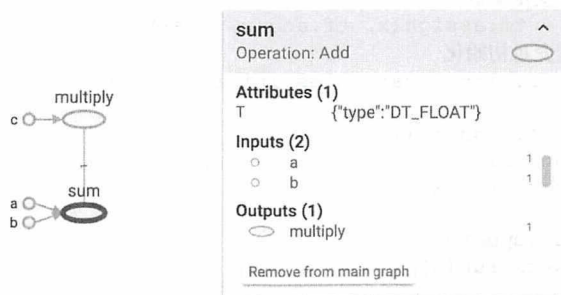 multiply
c
sum
a
b
sum
Operation: Add
Attributes (1)
T {"type":"DT_FLOAT"}
Inputs (2)
a 1
b 1
Outputs (1)
multiply 1
Remove from main graph